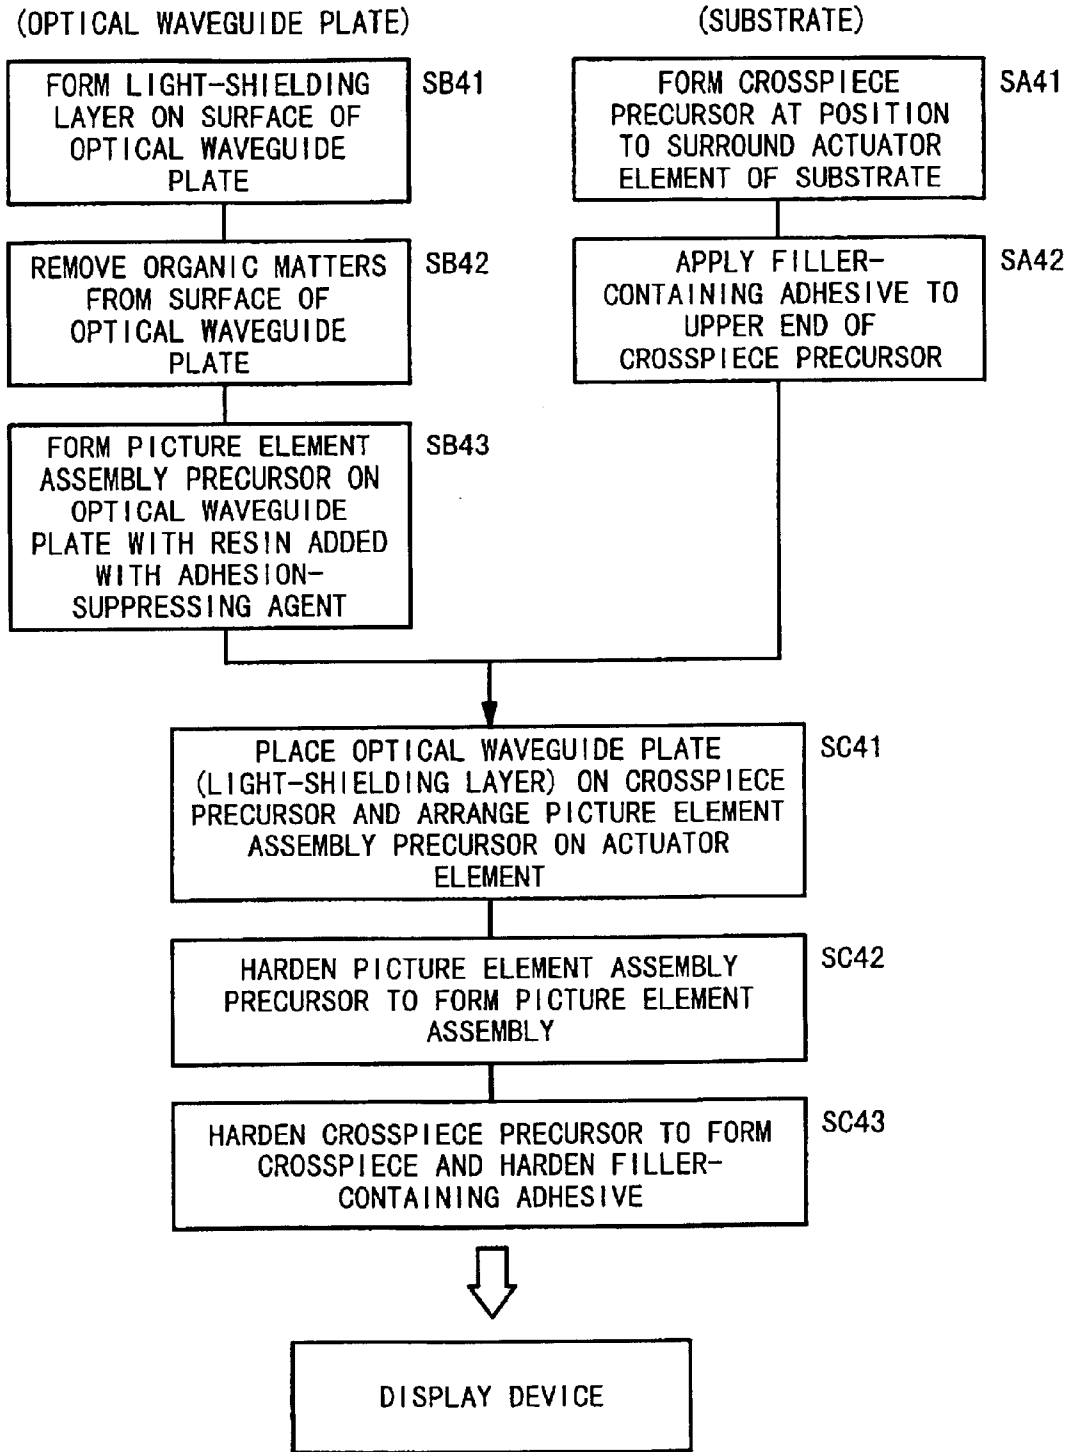 (OPTICAL WAVEGUIDE PLATE)
FORM LIGHT-SHIELDING
LAYER ON SURFACE OF
OPTICAL WAVEGUIDE
PLATE
SB41
REMOVE ORGANIC MATTERS
FROM SURFACE OF
OPTICAL WAVEGUIDE
PLATE
SB42
FORM PICTURE ELEMENT
ASSEMBLY PRECURSOR ON
OPTICAL WAVEGUIDE
PLATE WITH RESIN ADDED
WITH ADHESION-
SUPPRESSING AGENT
SB43
(SUBSTRATE)
FORM CROSSPIECE
PRECURSOR AT POSITION
TO SURROUND ACTUATOR
ELEMENT OF SUBSTRATE
SA41
APPLY FILLER-
CONTAINING ADHESIVE TO
UPPER END OF
CROSSPIECE PRECURSOR
SA42
PLACE OPTICAL WAVEGUIDE PLATE
(LIGHT-SHIELDING LAYER) ON CROSSPIECE
PRECURSOR AND ARRANGE PICTURE ELEMENT
ASSEMBLY PRECURSOR ON ACTUATOR
ELEMENT
SC41
HARDEN PICTURE ELEMENT ASSEMBLY
PRECURSOR TO FORM PICTURE ELEMENT
ASSEMBLY
SC42
HARDEN CROSSPIECE PRECURSOR TO FORM
CROSSPIECE AND HARDEN FILLER-
CONTAINING ADHESIVE
SC43
DISPLAY DEVICE